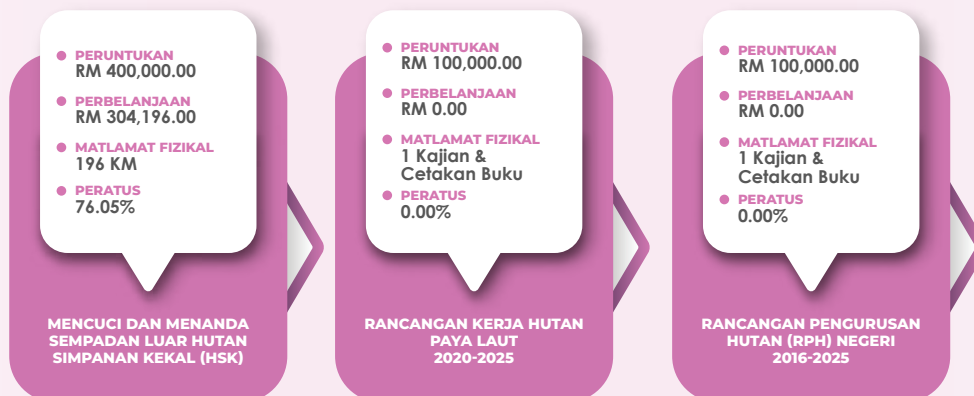 PERUNTUKAN
RM 400,000.00
PERBELANJAAN
RM 304,196.00
MATLAMAT FIZIKAL
196 KM
PERATUS
76.05%
MENCUCI DAN MENANDA
SEMPADAN LUAR HUTAN
SIMPANAN KEKAL (HSK)
PERUNTUKAN
RM 100,000.00
PERBELANJAAN
RM 0.00
MATLAMAT FIZIKAL
1 Kajian &
Cetakan Buku
PERATUS
0.00%
RANCANGAN KERJA HUTAN
PAYA LAUT
2020-2025
PERUNTUKAN
RM 100,000.00
PERBELANJAAN
RM 0.00
MATLAMAT FIZIKAL
1 Kajian &
Cetakan Buku
PERATUS
0.00%
RANCANGAN PENGURUSAN
HUTAN (RPH) NEGERI
2016-2025